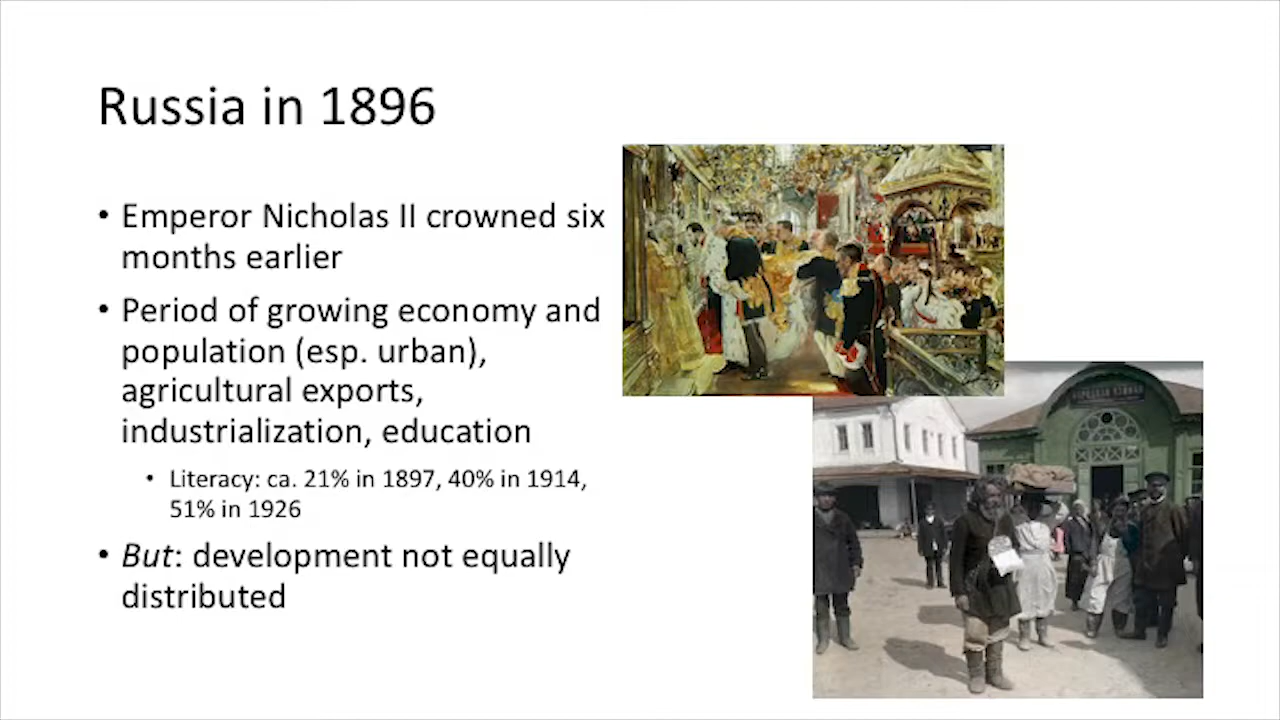 Russia in 1896
• Emperor Nicholas II crowned six
months earlier
• Period of growing economy and
population (esp. urban),
agricultural exports,
industrialization, education
• Literacy: ca. 21% in 1897, 40% in 1914,
51% in 1926
• But: development not equally
distributed